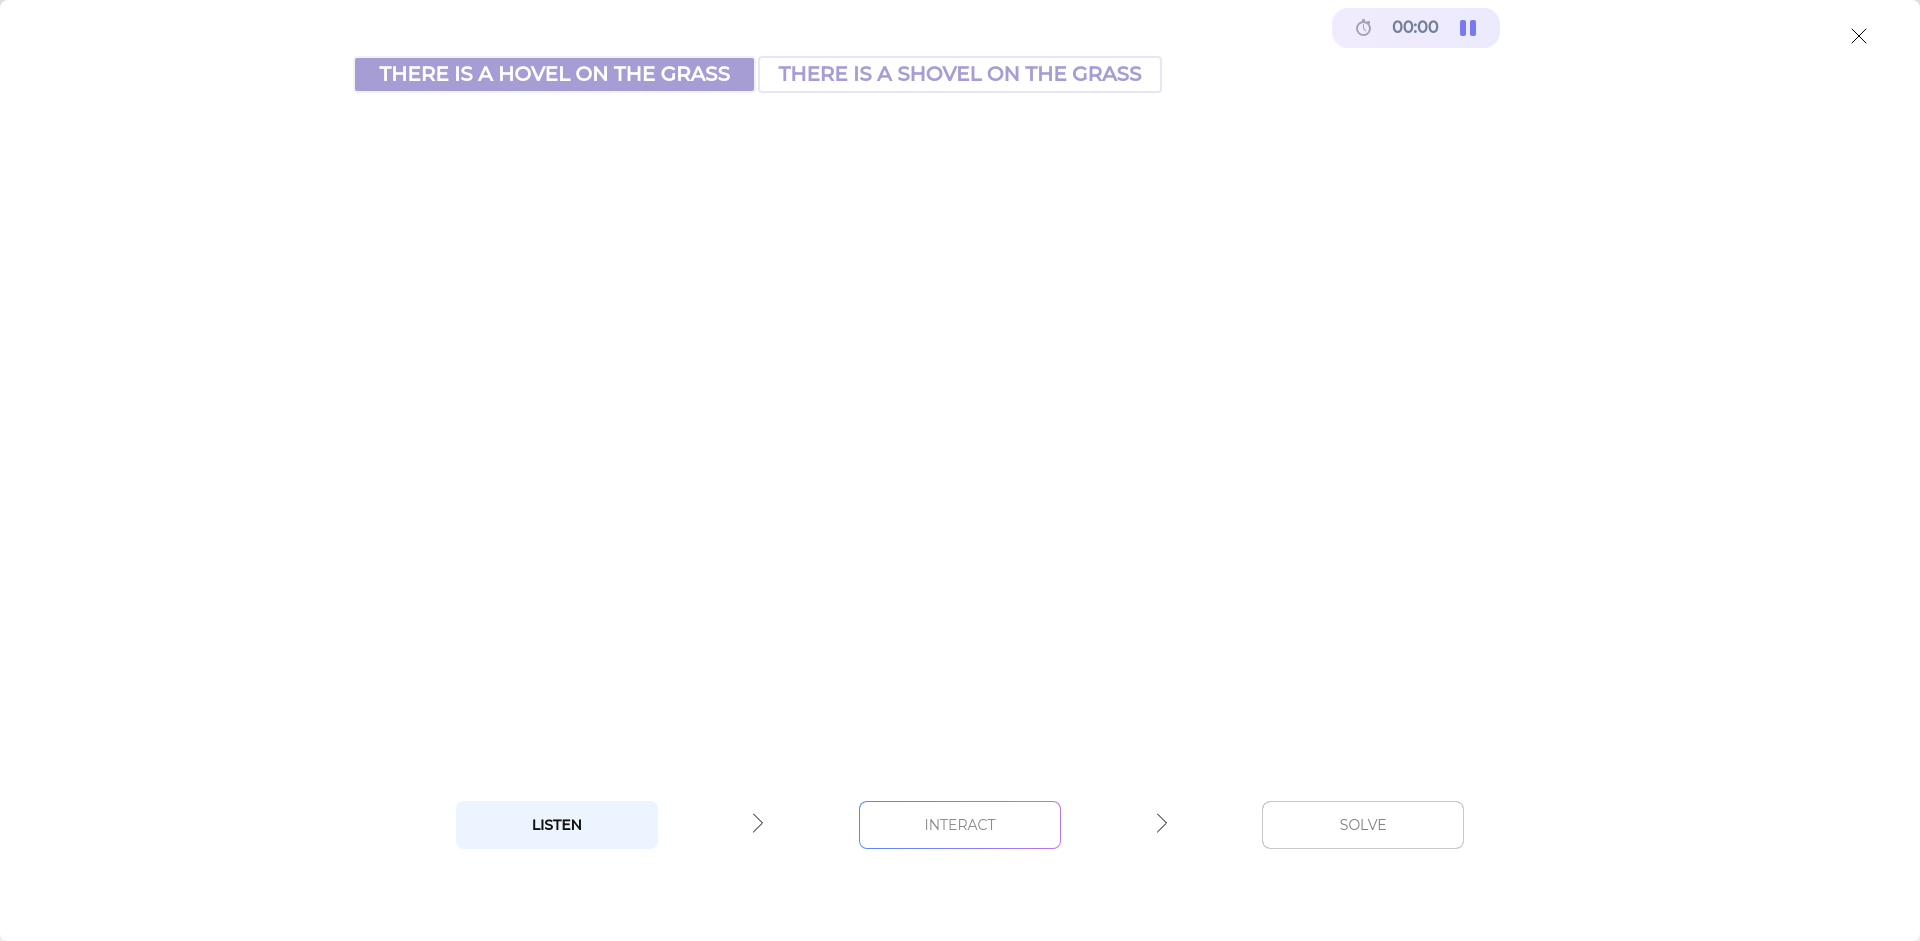 00:00
THERE IS A HOVEL ON THE GRASS THERE IS A SHOVEL ON THE GRASS
LISTEN INTERACT SOLVE